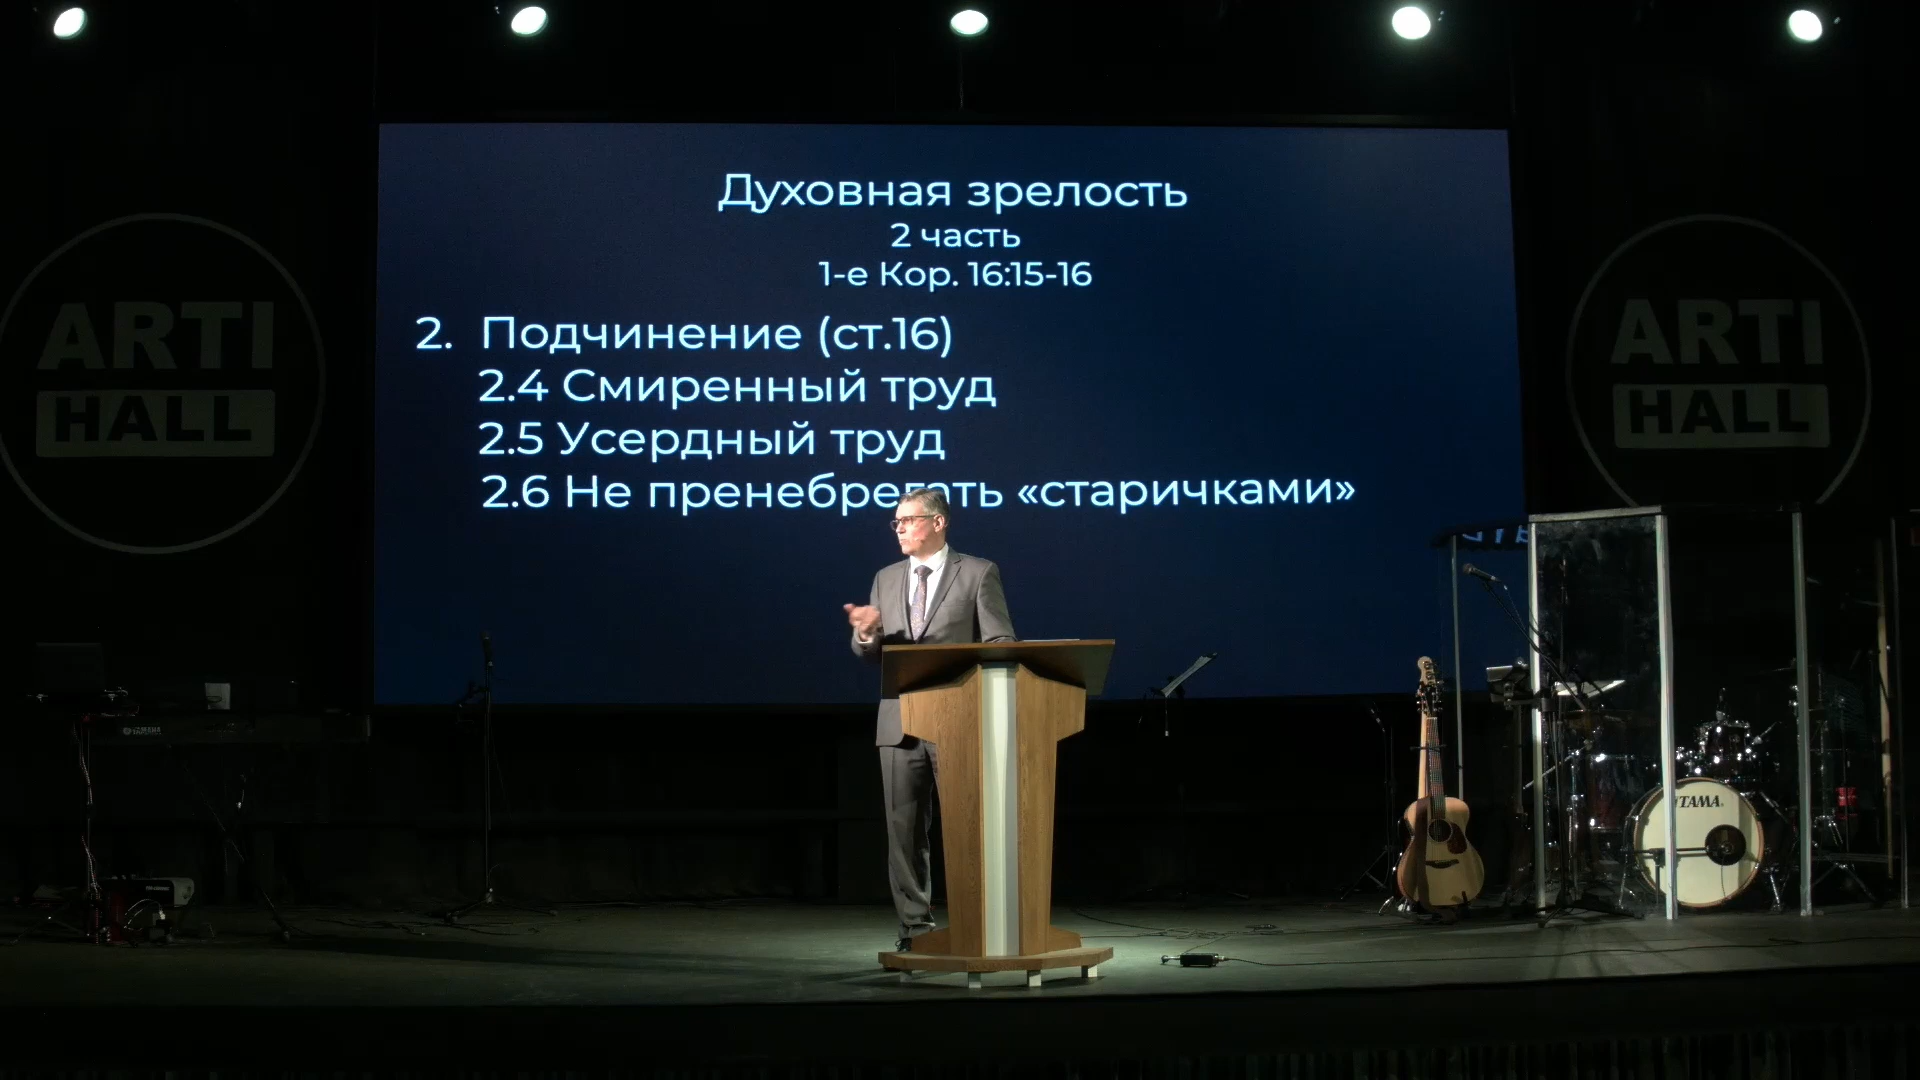 Духовная зрелость
2 часть
1-е Кор. 16:15-16
2. Подчинение (ст.16)
2.4 Смиренный труд
2.5 Усердный труд
2.6 Не пренебрегать «старичками»
ARTI
HALL
ARTI
HALL
YAMAHA
TAMA